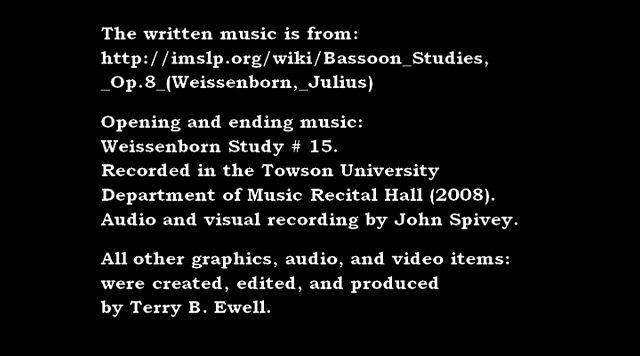 The written music is from:
http://imslp.org/wiki/Bassoon_Studies,
_Op.8_(Weissenborn,_Julius)
Opening and ending music:
Weissenborn Study # 15.
Recorded in the Towson University
Department of Music Recital Hall (2008).
Audio and visual recording by John Spivey.
All other graphics, audio, and video items:
were created, edited, and produced
by Terry B. Ewell.